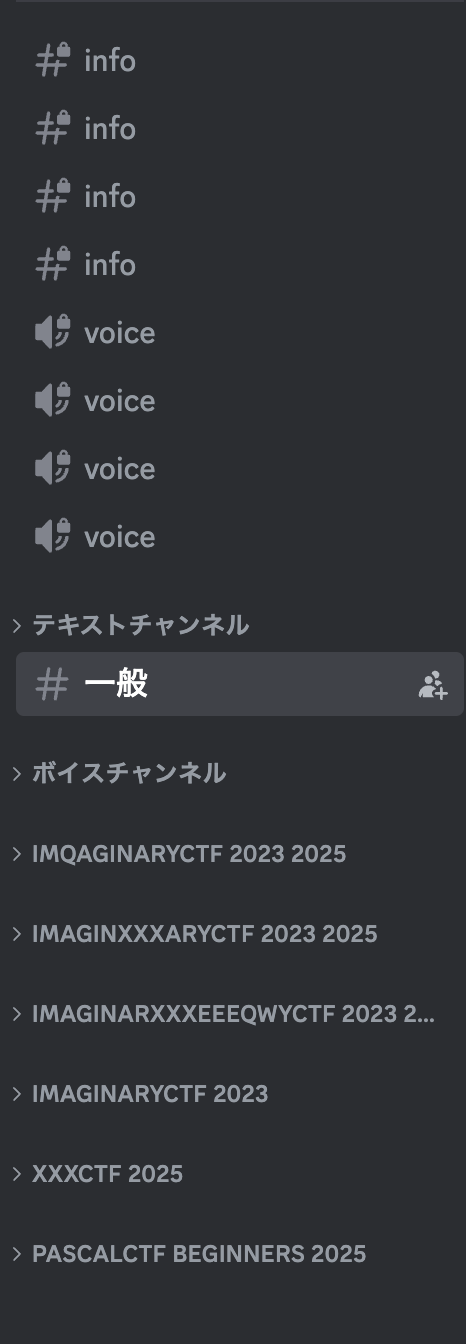 info
info
info
info
voice
voice
voice
voice
テキストチャンネル
一般
ボイスチャンネル
IMQAGINARYCTF 2023 2025
IMAGINXXXARYCTF 2023 2025
IMAGINARXXXEEEQWYCTF 2023 2...
IMAGINARYCTF 2023
XXXCTF 2025
PASCALCTF BEGINNERS 2025